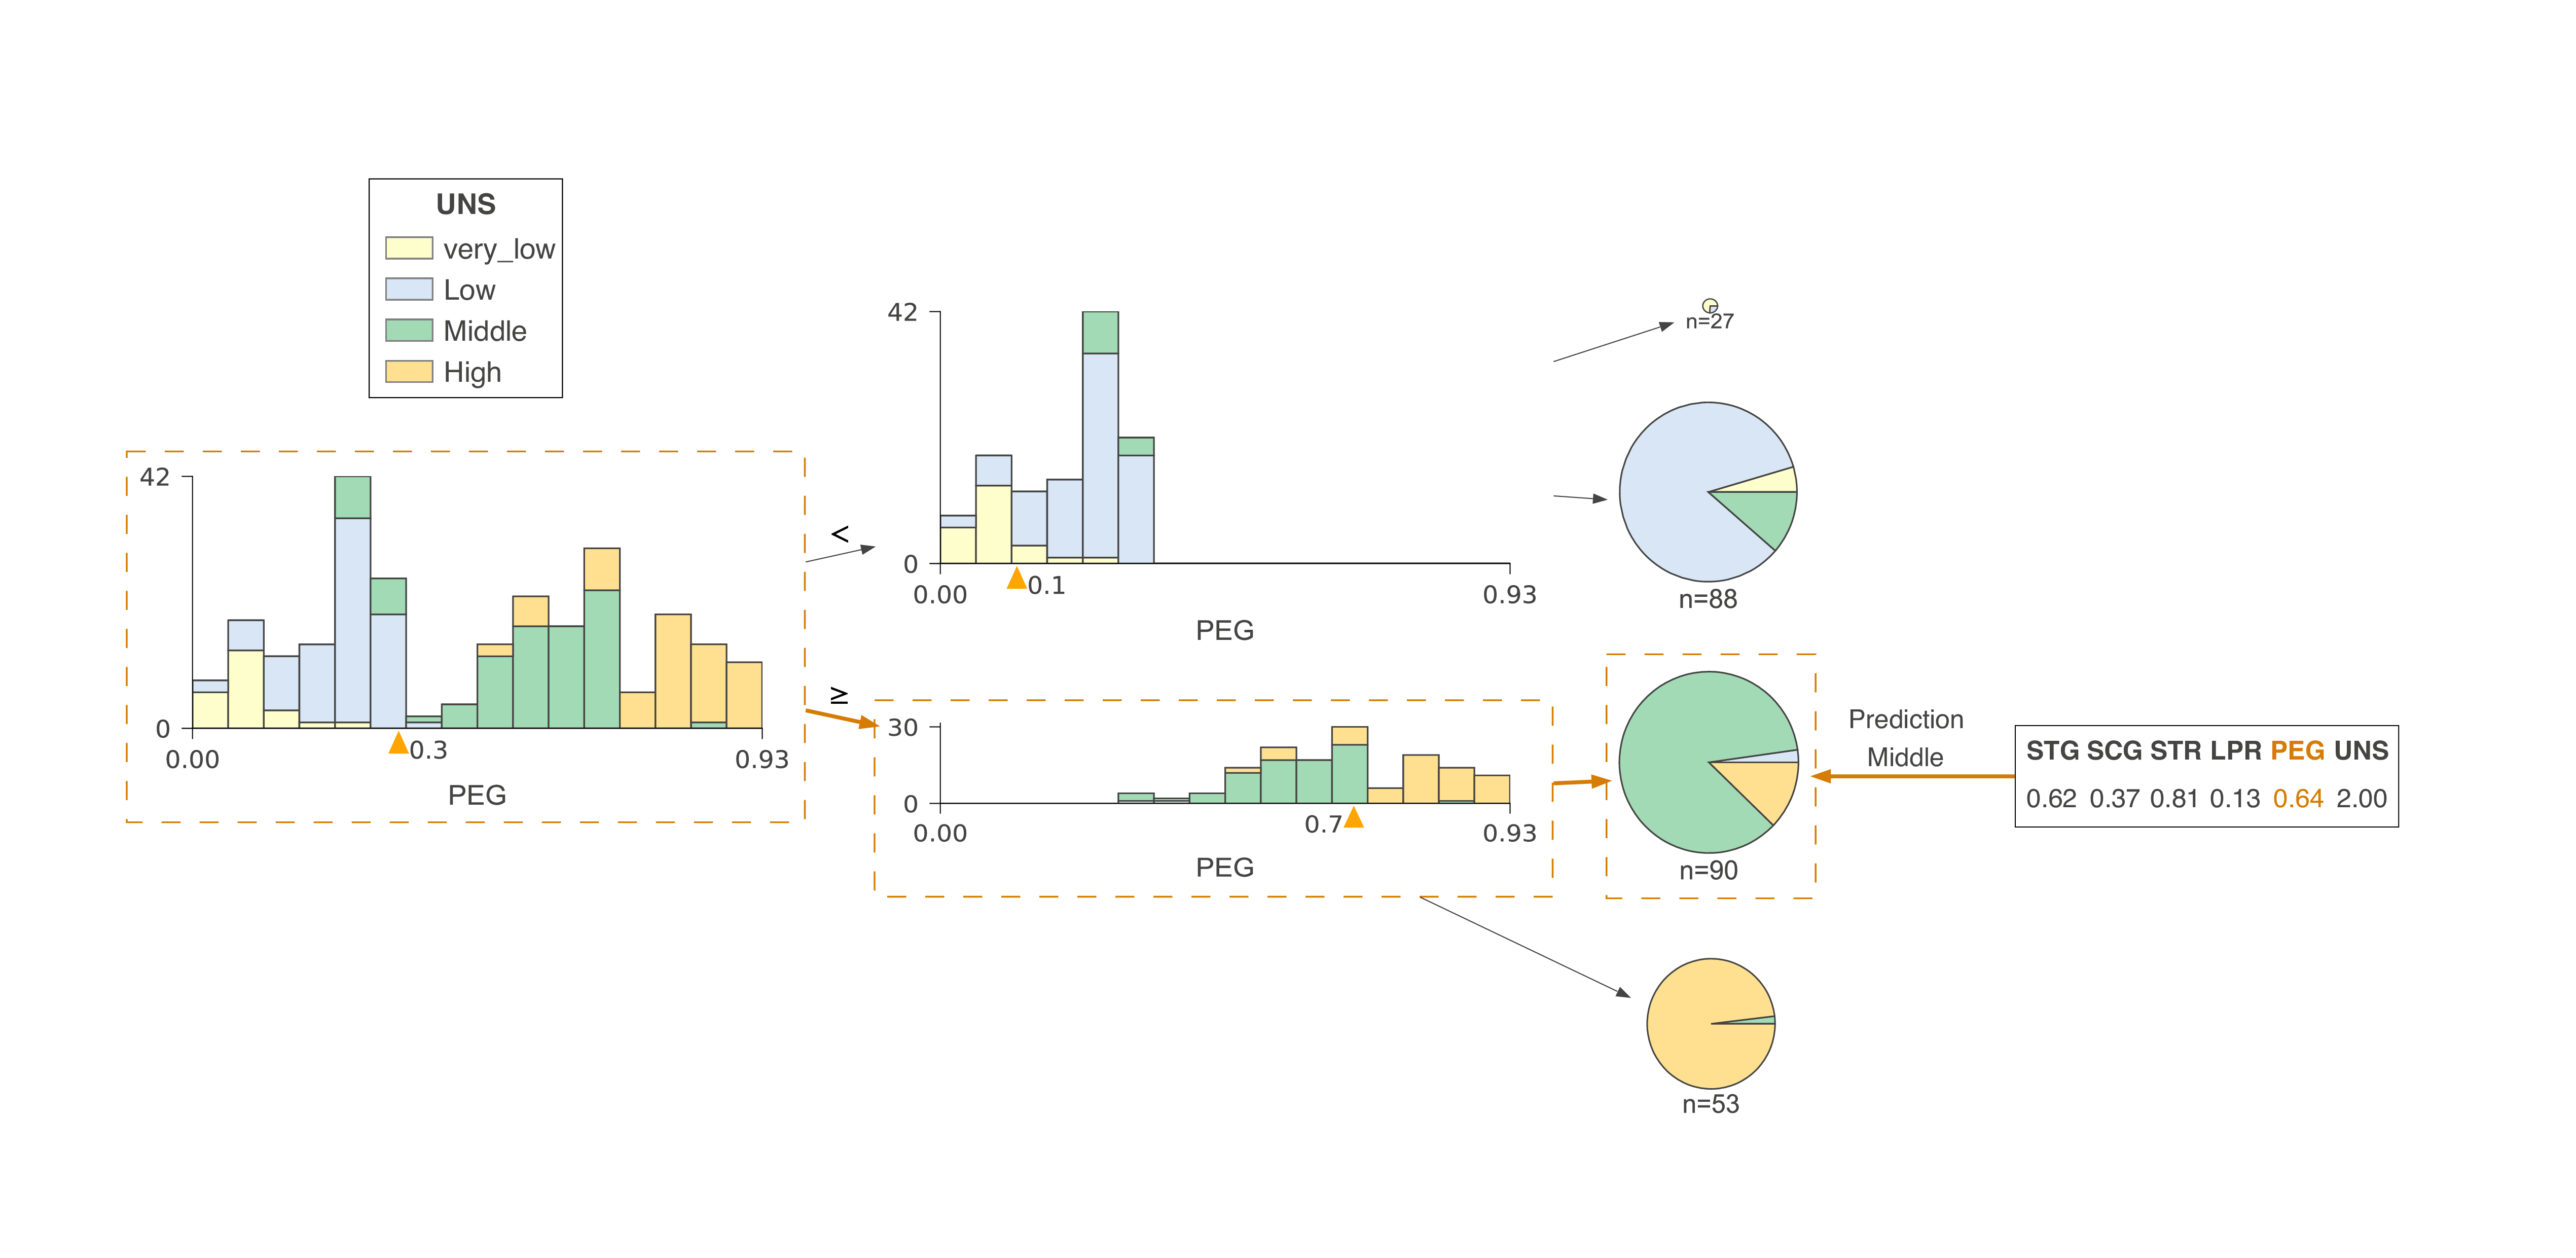 UNS
very_low
Low
Middle
High
42
0
0.00
0.3
0.93
PEG
<
≥
42
0
0.00
0.1
0.93
PEG
30
0
0.00
0.7
0.93
PEG
n=27
n=88
n=90
n=53
Prediction
Middle
STG SCG STR LPR PEG UNS
0.62 0.37 0.81 0.13 0.64 2.00